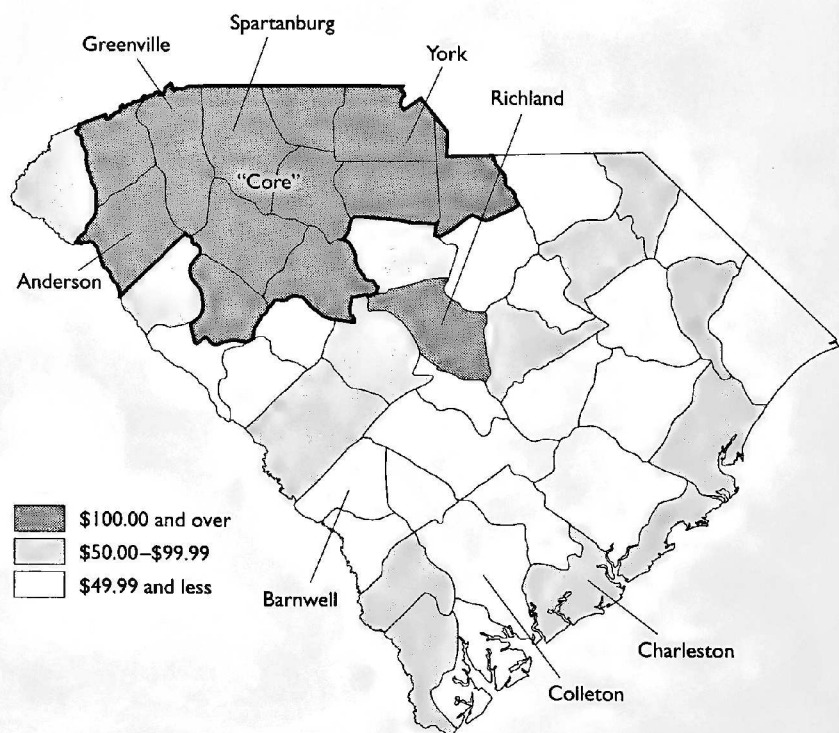 Spartanburg
Greenville
York
Richland
"Core"
Anderson
$100.00 and over
$50.00–$99.99
$49.99 and less
Barnwell
Charleston
Colleton